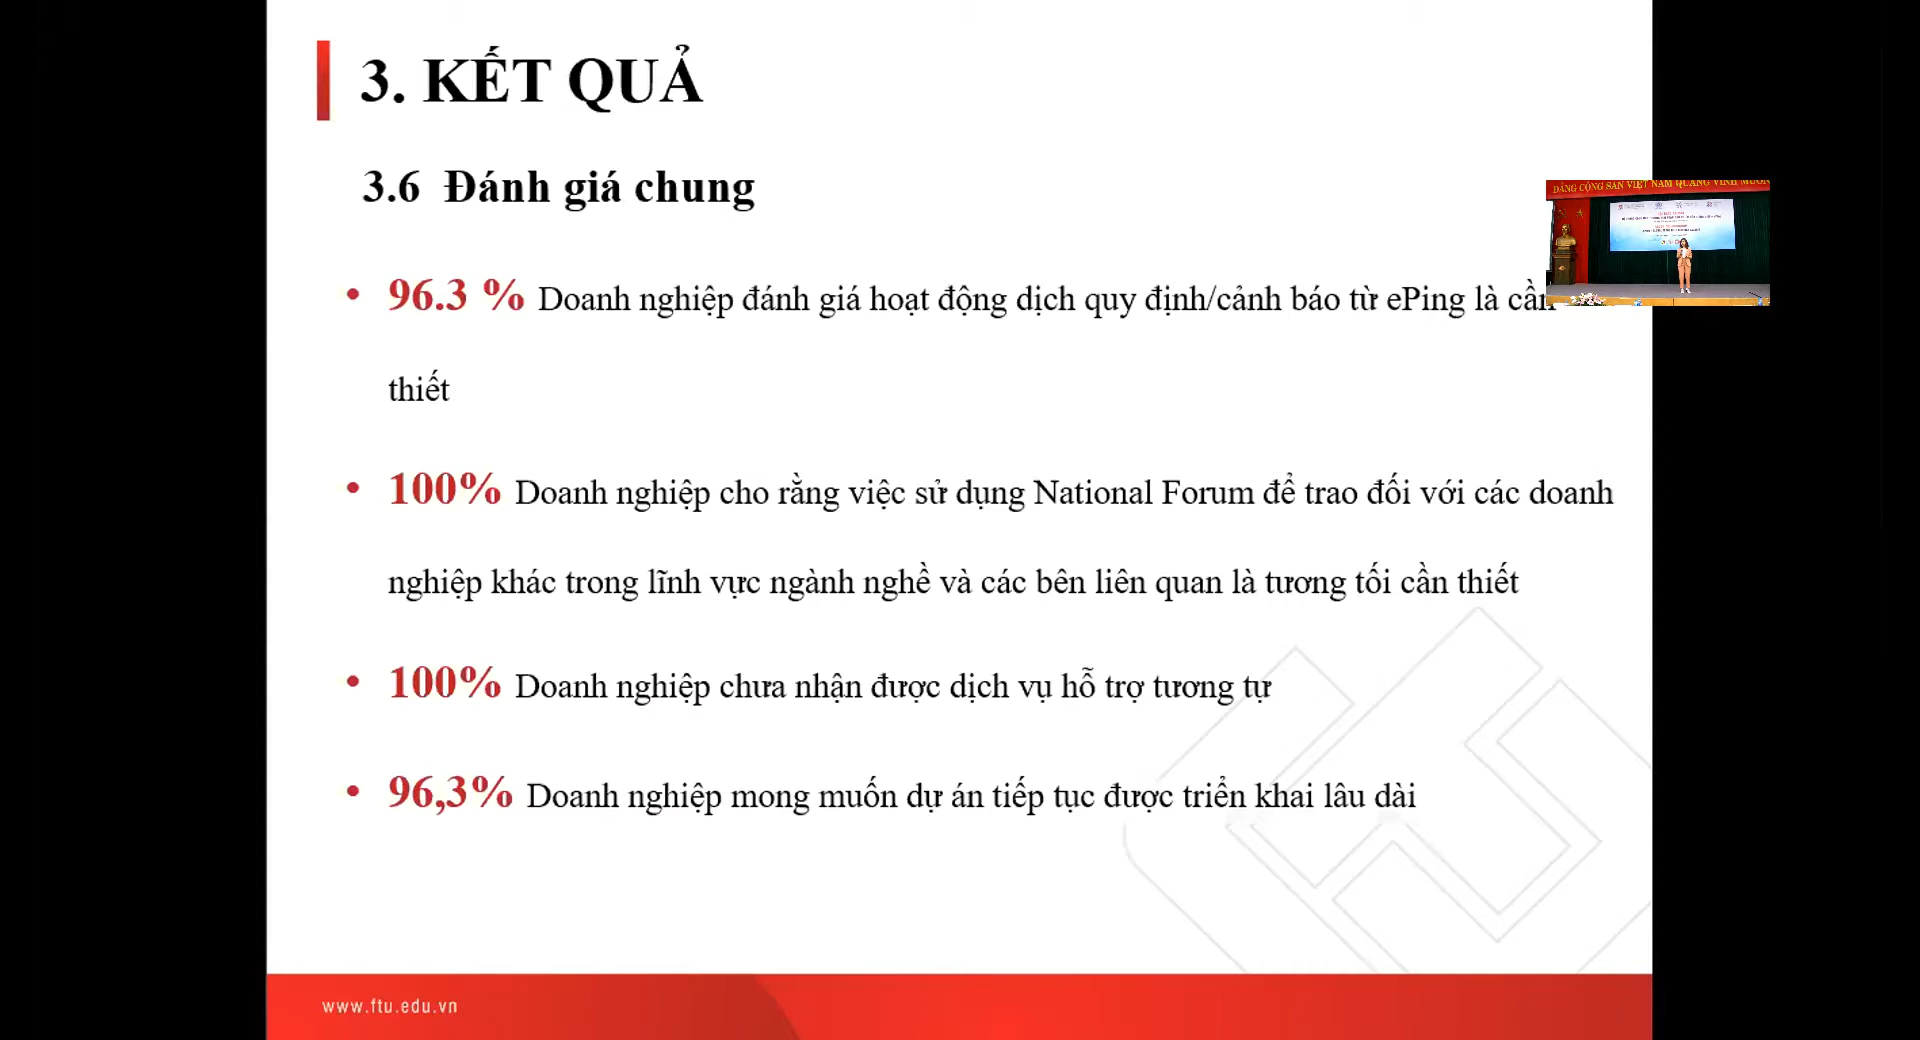 3. KẾT QUẢ
3.6 Đánh giá chung
ĐẢNG CỘNG SẢN VIỆT NAM QUANG VINH MUÔN
• 96.3 % Doanh nghiệp đánh giá hoạt động dịch quy định/cảnh báo từ ePing là cần
thiết
• 100% Doanh nghiệp cho rằng việc sử dụng National Forum để trao đối với các doanh
nghiệp khác trong lĩnh vực ngành nghề và các bên liên quan là tương tối cần thiết
• 100% Doanh nghiệp chưa nhận được dịch vụ hỗ trợ tương tự
• 96,3% Doanh nghiệp mong muốn dự án tiếp tục được triển khai lâu dài
www.ftu.edu.vn